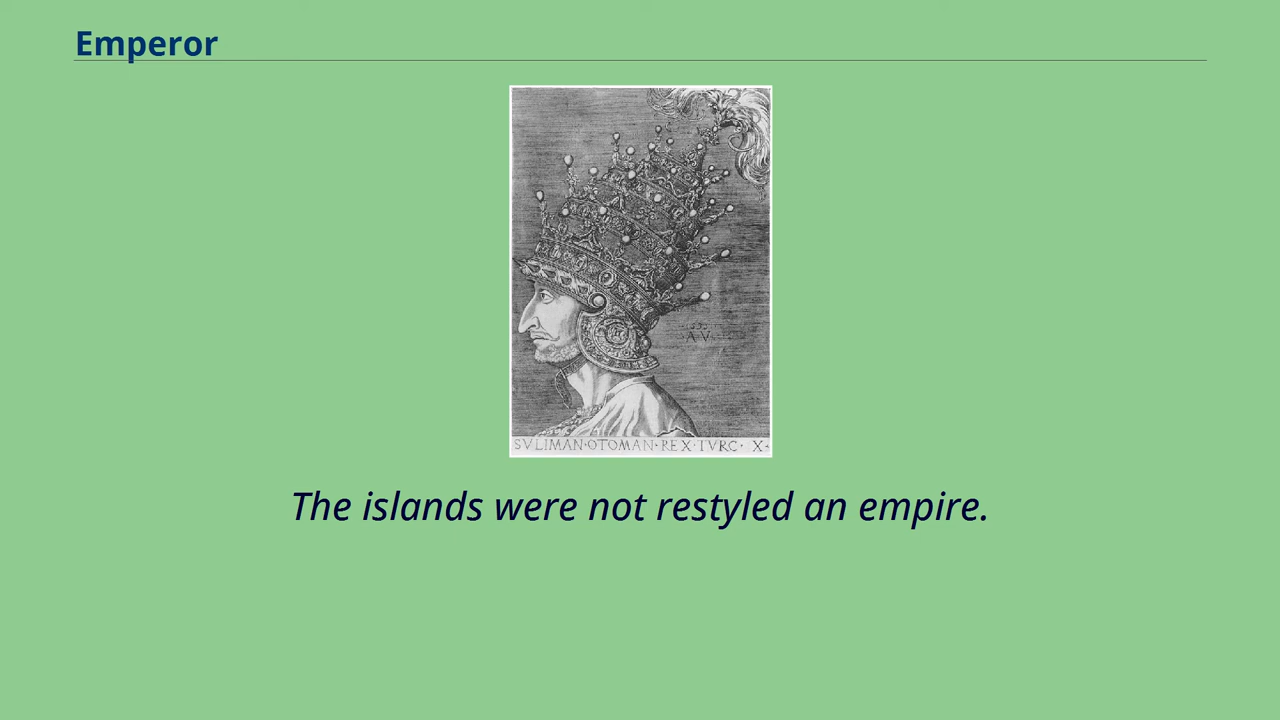 Emperor
SVLIMAN·OTOMAN·REX·TVRC· X·
The islands were not restyled an empire.